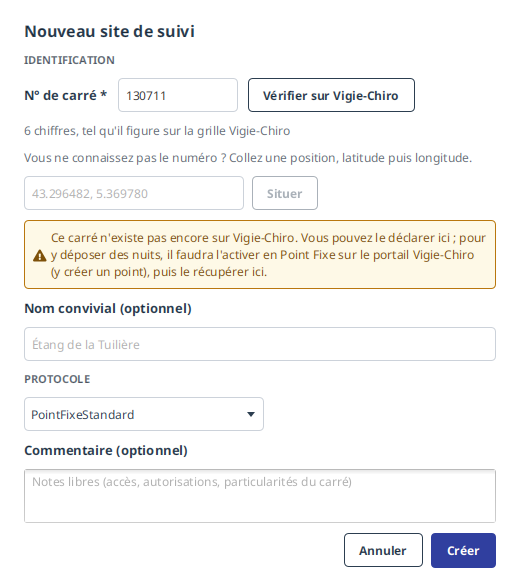 Nouveau site de suivi
IDENTIFICATION
N° de carré * 130711 Vérifier sur Vigie-Chiro
6 chiffres, tel qu'il figure sur la grille Vigie-Chiro
Vous ne connaissez pas le numéro ? Collez une position, latitude puis longitude.
43.296482, 5.369780 Situer
Ce carré n'existe pas encore sur Vigie-Chiro. Vous pouvez le déclarer ici ; pour
y déposer des nuits, il faudra l'activer en Point Fixe sur le portail Vigie-Chiro
(y créer un point), puis le récupérer ici.
Nom convivial (optionnel)
Étang de la Tuilière
PROTOCOLE
PointFixeStandard
Commentaire (optionnel)
Notes libres (accès, autorisations, particularités du carré)
Annuler Créer